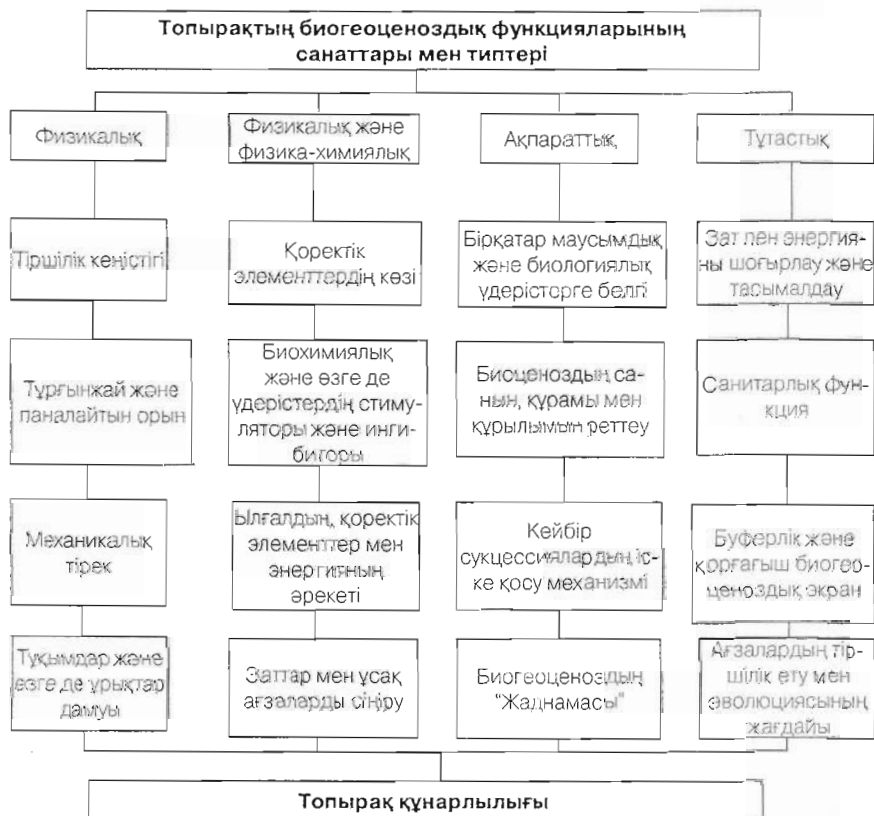 Топырақтың биогеоценоздық функцияларының
санаттары мен типтері
Физикалық
Физикалық және
физика-химиялық
Ақпараттық
Тұтастық
Тіршілік кеңістігі
Қоректік
элементтердің көзі
Бірқатар маусымдық
және биологиялық
үдерісторге белгі
Зат пен энергия-
ны шоғырлау және
тасымалдау
Тұрғынжай және
паналайтын орын
Биохимиялық
және өзге де
үдерістердің стиму-
ляторы және инги-
биторы
Бисценоздың са-
нын, құрамы мен
құрылымын реттеу
Санитарлық фун-
кция
Механикалық
тірек
Ылғалдың, қоректік
элементтер мен
энергияның
әрекеті
Кейбір
сукцессиялардың іс-
ке қосу механизмі
Буферлік және
қорғағыш биогео-
ценоздық экран
Тұқымдар және
өзге де ұрықтар
дамуы
Заттар мен ұсақ
ағзаларды сіңіру
Биогеоценоздың
"Жаднамасы"
Ағзалардың тір-
шілік ету мен
эволюциясының
жағдайы
Топырақ құнарлылығы